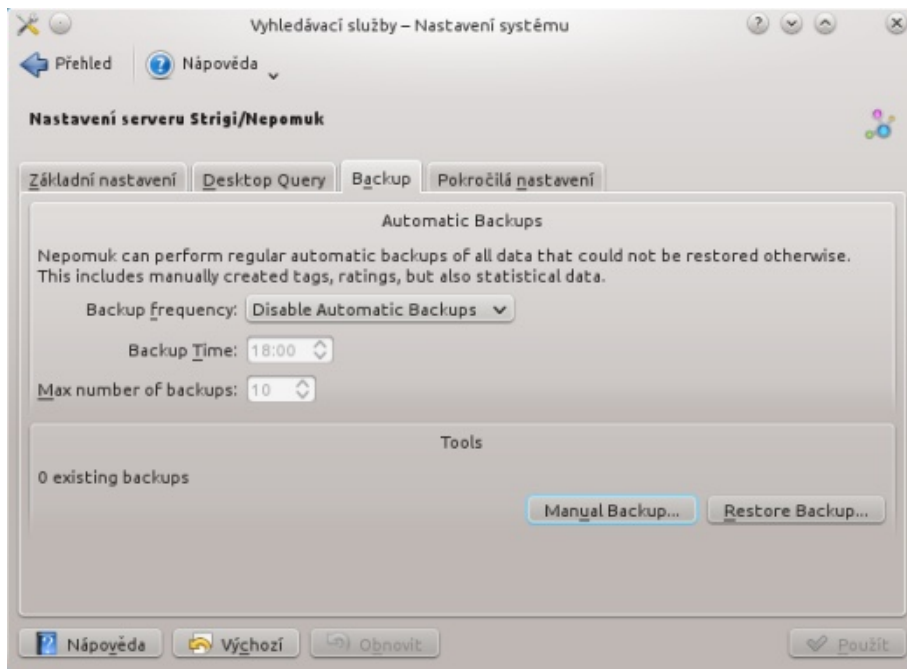 Vyhledávací služby – Nastavení systému
Přehled Nápověda
Nastavení serveru Strigi/Nepomuk
Základní nastavení Desktop Query Backup Pokročilá nastavení
Automatic Backups
Nepomuk can perform regular automatic backups of all data that could not be restored otherwise.
This includes manually created tags, ratings, but also statistical data.
Backup frequency: Disable Automatic Backups
Backup Time: 18:00
Max number of backups: 10
Tools
0 existing backups
Manual Backup... Restore Backup...
Nápověda Výchozí Obnovit Použít